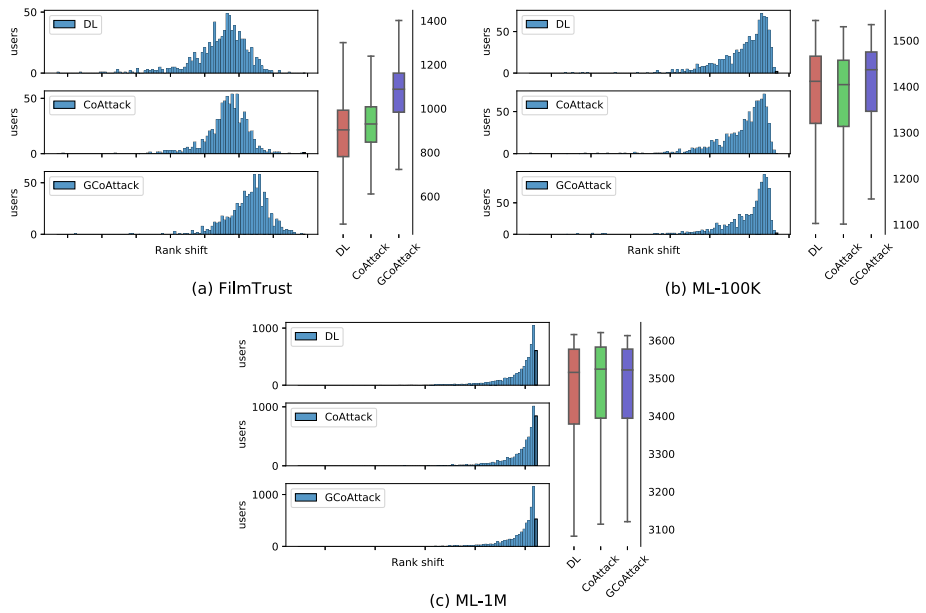 50
0
users
DL
50
0
users
CoAttack
50
0
users
GCoAttack
Rank shift
1400
1200
1000
800
600
DL
CoAttack
GCoAttack
(a) FilmTrust
50
0
users
DL
50
0
users
CoAttack
50
0
users
GCoAttack
Rank shift
1500
1400
1300
1200
1100
DL
CoAttack
GCoAttack
(b) ML-100K
1000
0
users
DL
1000
0
users
CoAttack
1000
0
users
GCoAttack
Rank shift
3600
3500
3400
3300
3200
3100
DL
CoAttack
GCoAttack
(c) ML-1M